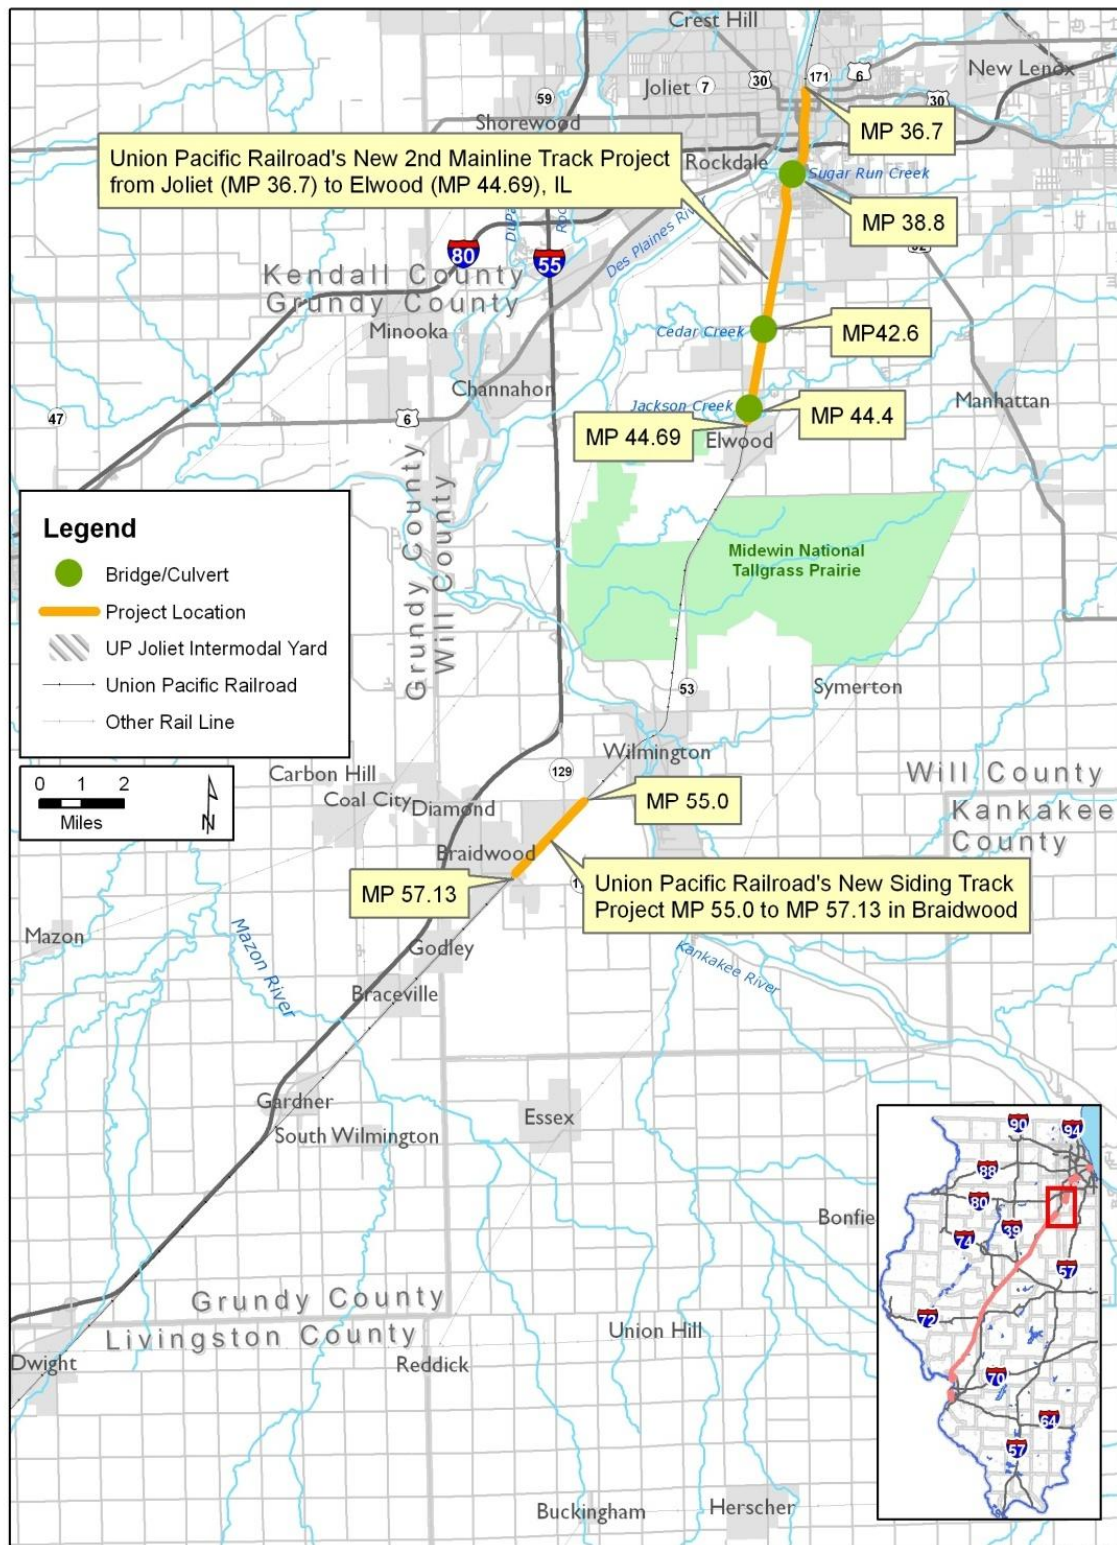 Crest Hill
171
6
30
New Lenox
Joliet
7
59
30
Shorewood
MP 36.7
Union Pacific Railroad's New 2nd Mainline Track Project
from Joliet (MP 36.7) to Elwood (MP 44.69), IL
Rockdale
Sugar Run Creek
MP 38.8
Des Plaines River
80
55
Kendall County
Grundy County
Minooka
Cedar Creek
MP42.6
Channahon
Jackson Creek
Manhattan
47
6
MP 44.4
MP 44.69
Elwood
Grundy County
Will County
Legend
Bridge/Culvert
Project Location
UP Joliet Intermodal Yard
Union Pacific Railroad
Other Rail Line
Midewin National
Tallgrass Prairie
53
Symerton
0 1 2
Miles
N
Wilmington
129
Carbon Hill
Coal City
Diamond
MP 55.0
Will County
Kankakee
County
Braidwood
MP 57.13
Union Pacific Railroad's New Siding Track
Project MP 55.0 to MP 57.13 in Braidwood
Mazon
Mazon River
Godley
Kankakee River
Braceville
Gardner
South Wilmington
Essex
Bonfie
Grundy County
Livingston County
Union Hill
Dwight
Reddick
Buckingham
Herscher
90
94
88
80
39
74
57
72
70
64
57